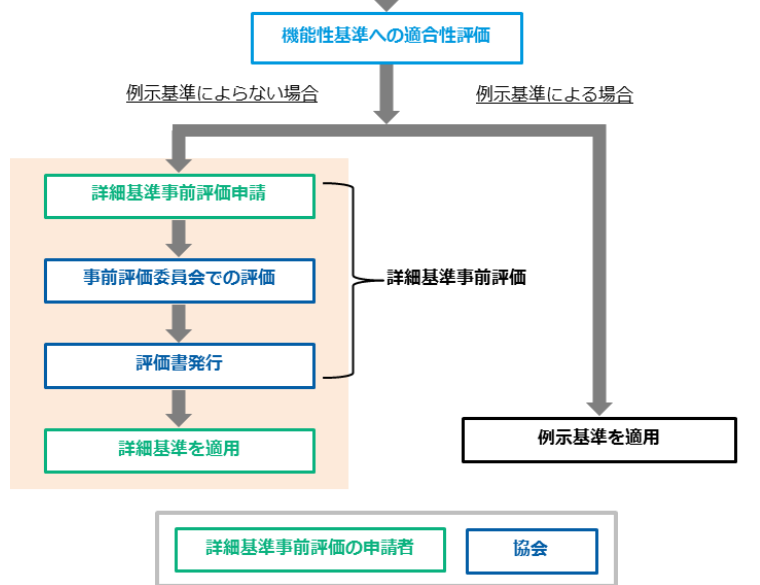 機能性基準への適合性評価
例示基準によらない場合
例示基準による場合
詳細基準事前評価申請
事前評価委員会での評価
詳細基準事前評価
評価書発行
詳細基準を適用
例示基準を適用
詳細基準事前評価の申請者
協会